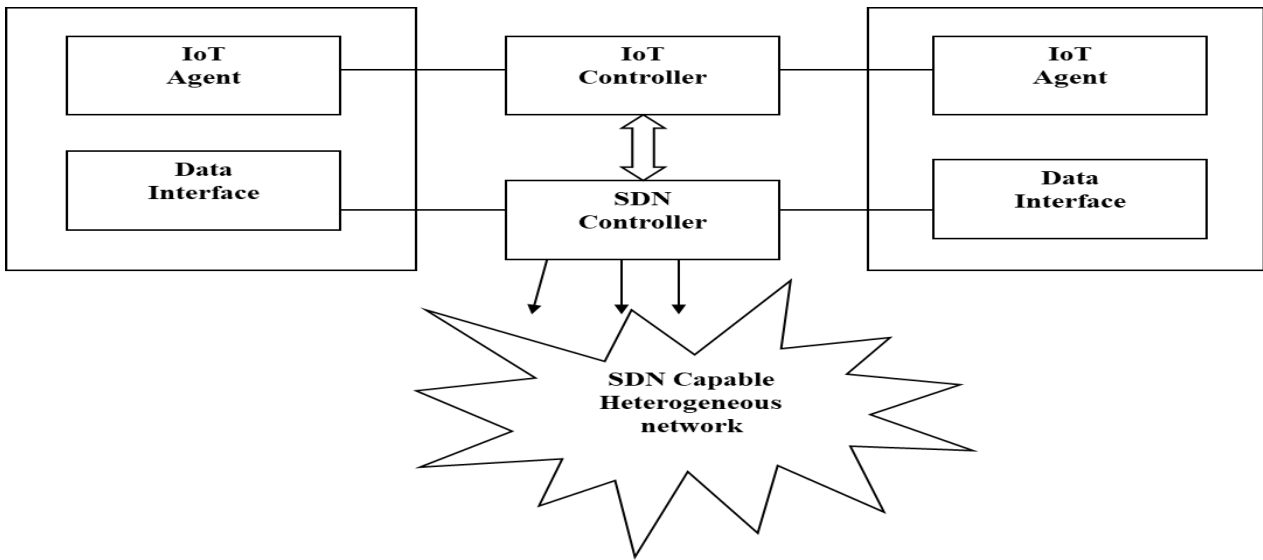 IoT
Agent
IoT
Controller
IoT
Agent
Data
Interface
SDN
Controller
Data
Interface
SDN Capable
Heterogeneous
network